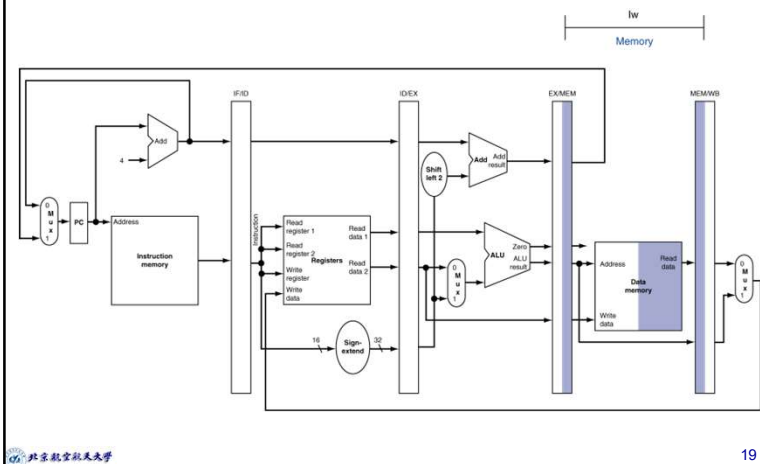 lw
Memory
IF/ID
ID/EX
EX/MEM
MEM/WB
Add
4
Shift
left 2
Add Add
result
0
M
u
x
1
PC
Address
Instruction
memory
Instruction
Read
register 1
Read
data 1
Read
register 2
Registers
Read
data 2
Write
register
Write
data
0
M
u
x
1
Zero
ALU
ALU
result
Address
Read
data
Data
memory
Write
data
0
M
u
x
1
16
Sign-
extend
32
北京航空航天大学
19